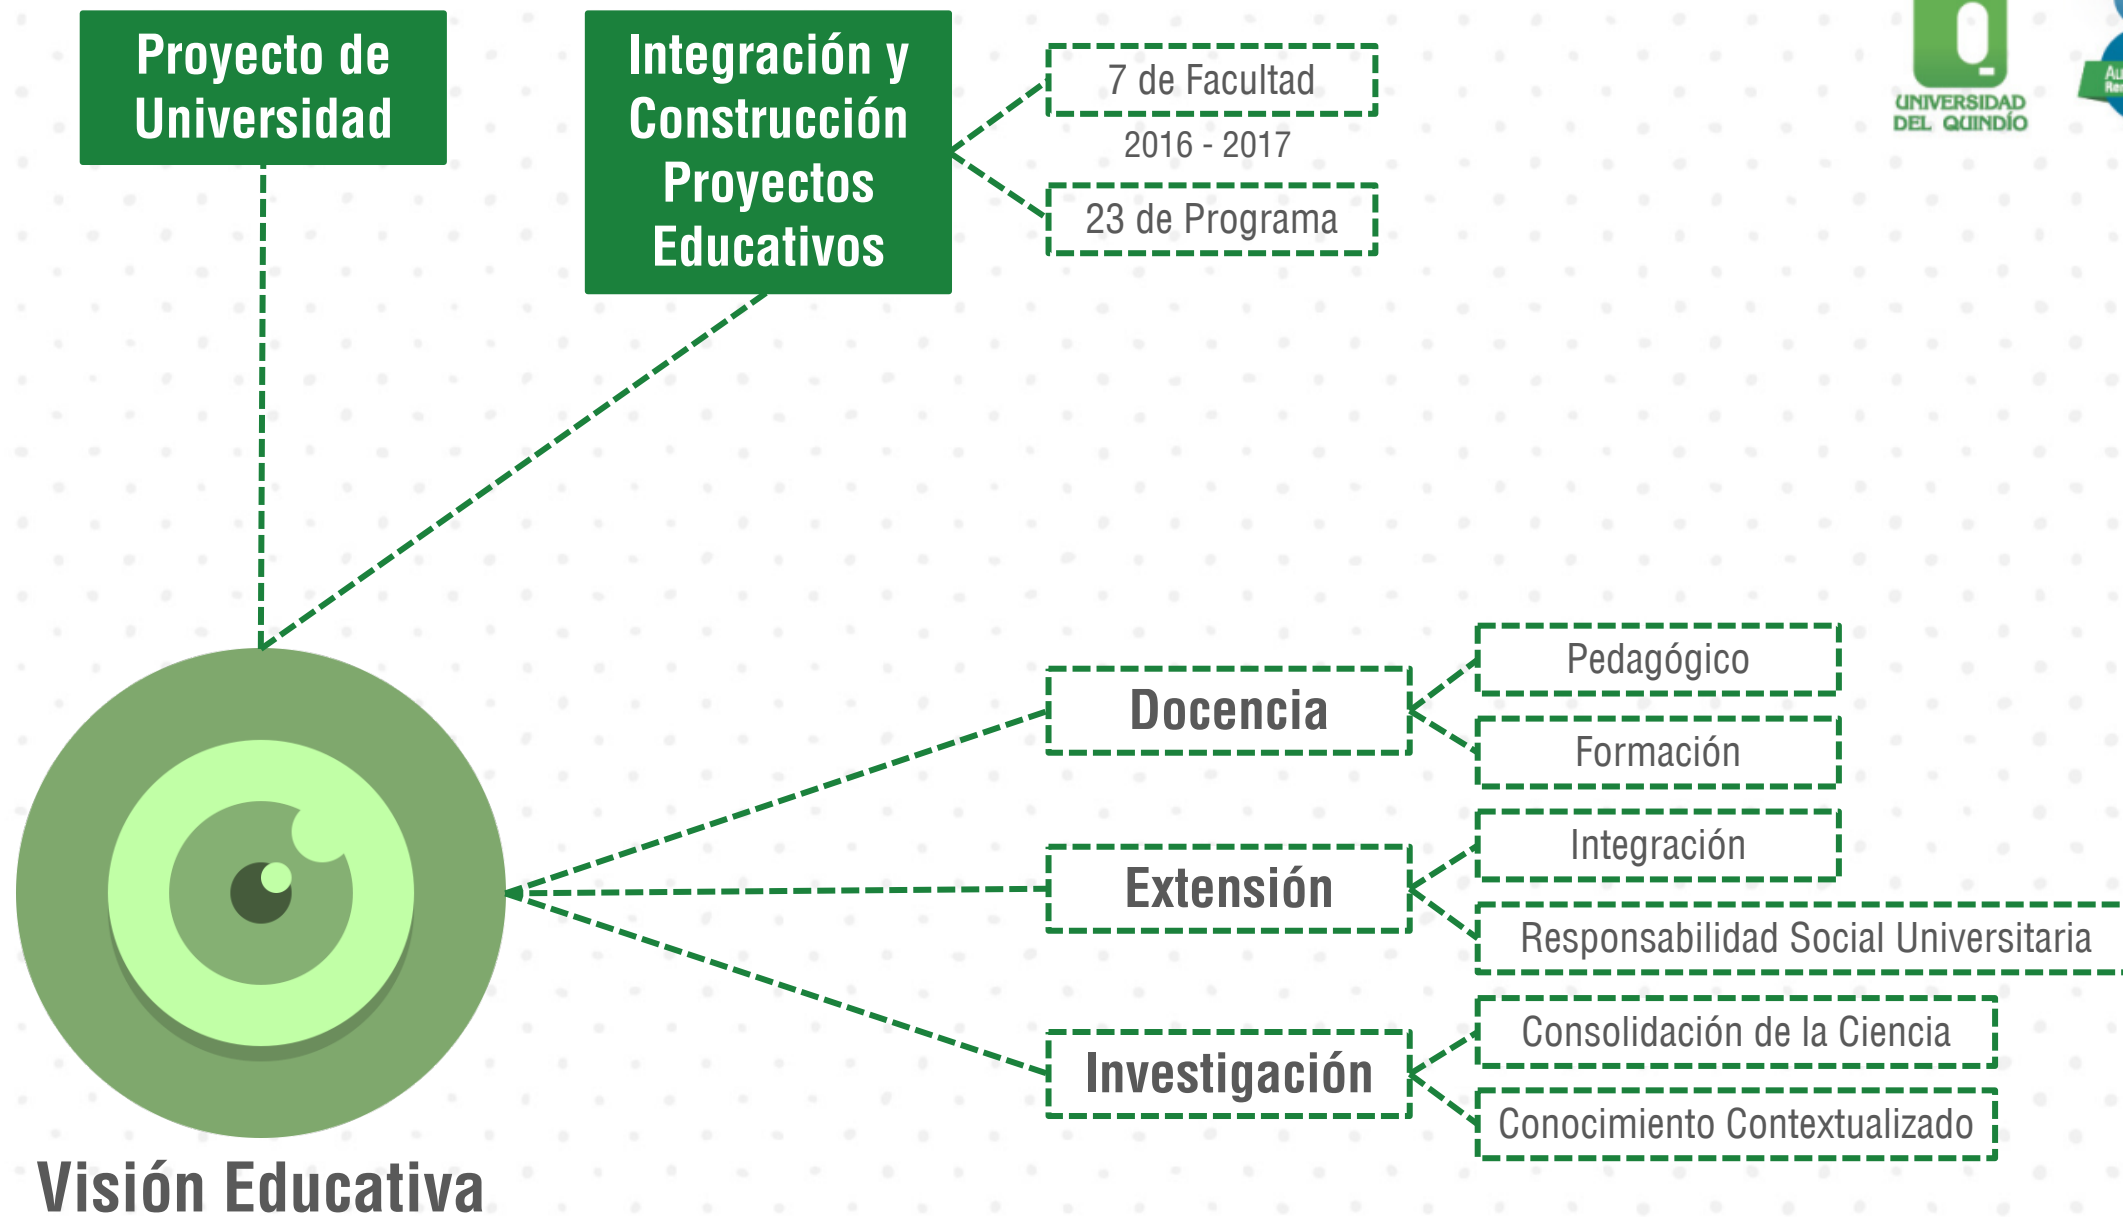 Proyecto de
Universidad
Integración y
Construcción
Proyectos
Educativos
7 de Facultad
2016 - 2017
23 de Programa
UNIVERSIDAD
DEL QUINDÍO
Docencia
Pedagógico
Formación
Extensión
Integración
Responsabilidad Social Universitaria
Investigación
Consolidación de la Ciencia
Conocimiento Contextualizado
Visión Educativa